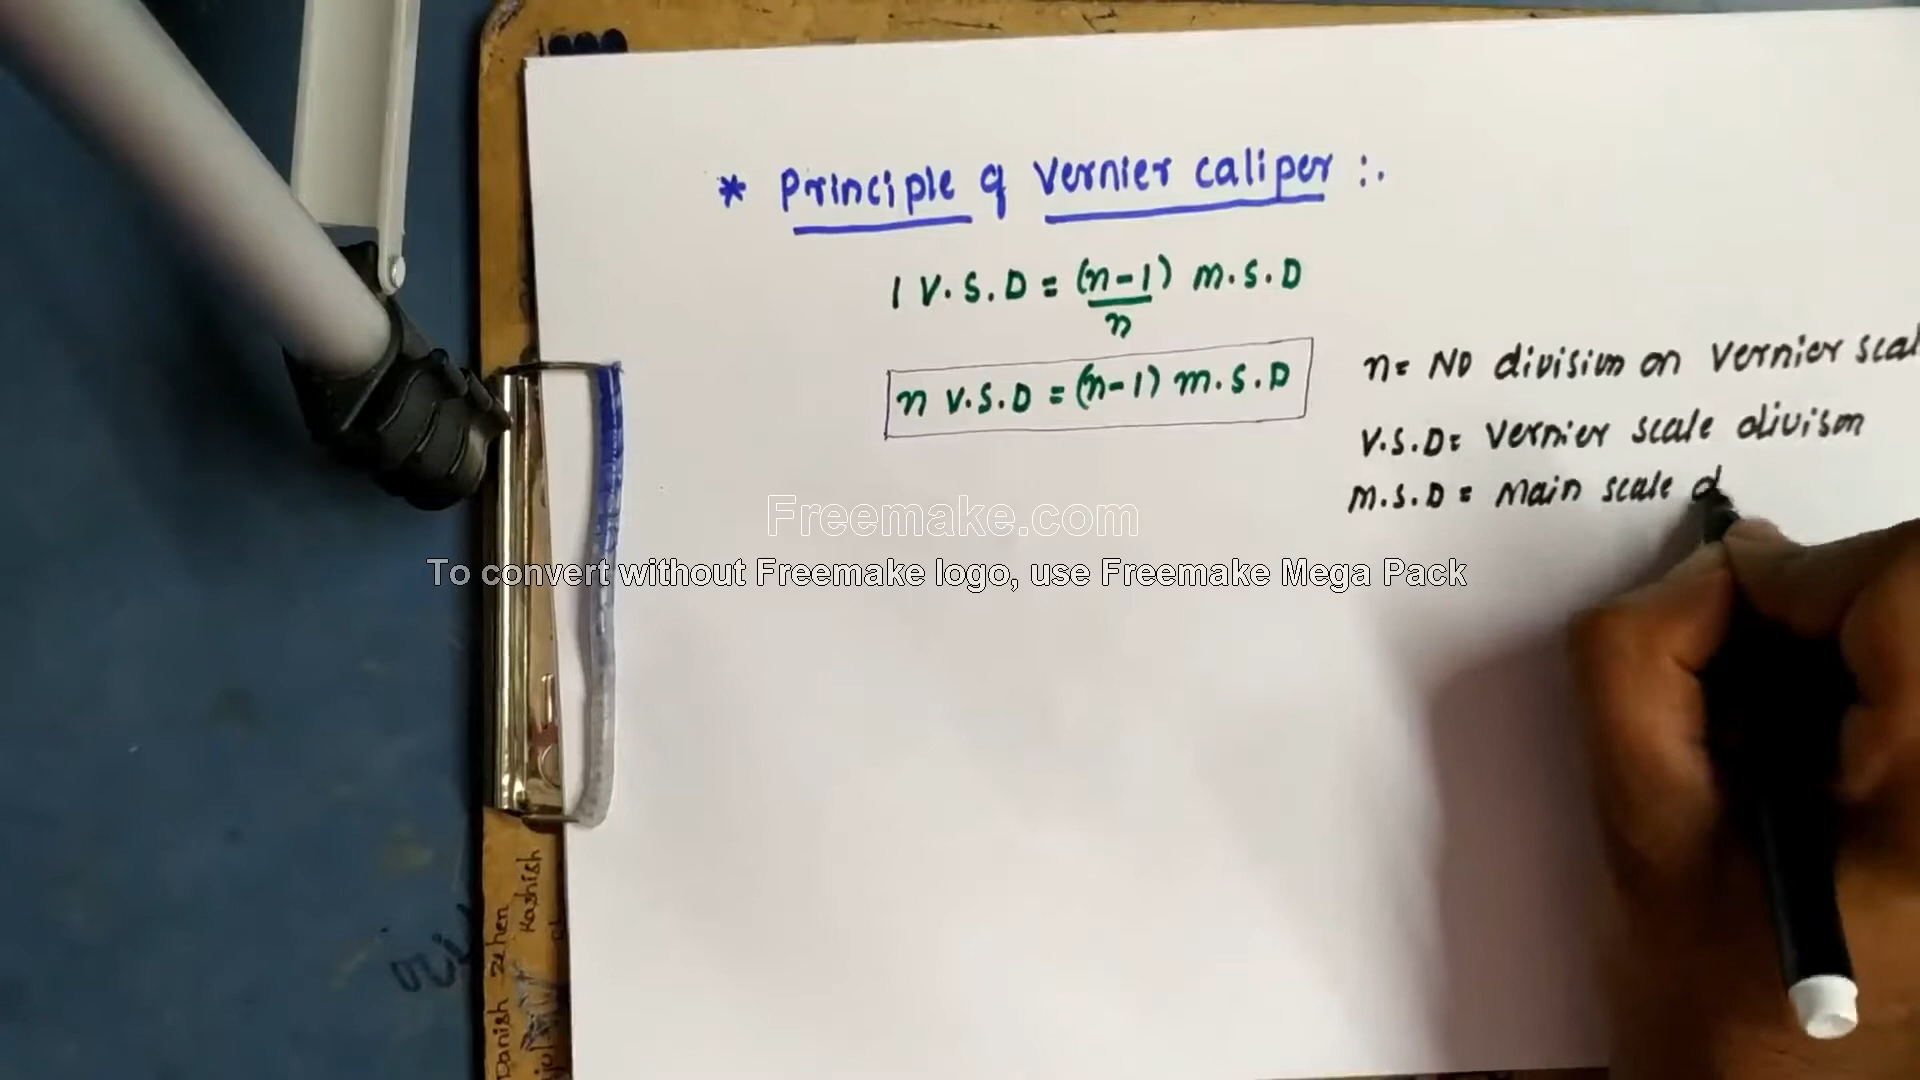 * Principle of Vernier caliper :.
1 V.S.D = (n-1)/n M.S.D
n V.S.D = (n-1) M.S.D
n= No division on Vernier scal
V.S.D= Vernier scale division
M.S.D = Main scale d
Freemake.com
To convert without Freemake logo, use Freemake Mega Pack
Kashish
Danish